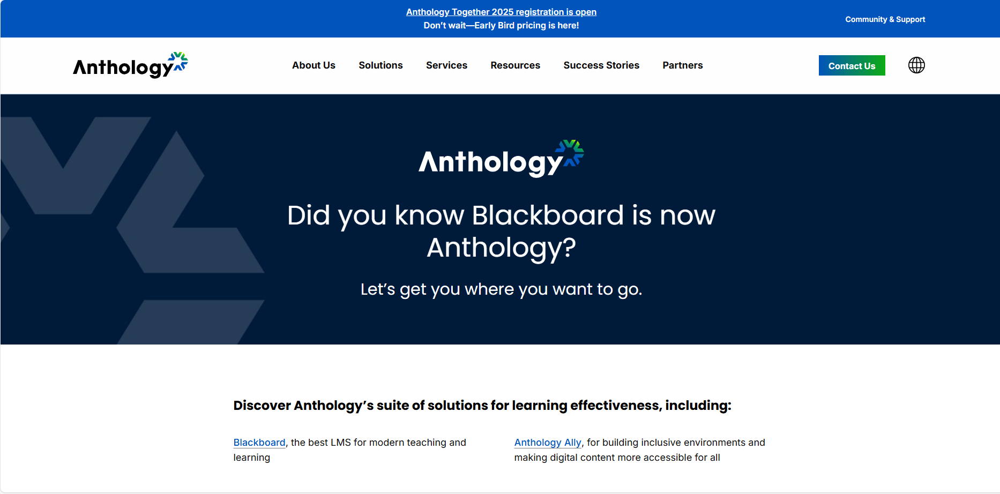 Anthology Together 2025 registration is open
Don’t wait—Early Bird pricing is here!
Community & Support
Anthology
About Us
Solutions
Services
Resources
Success Stories
Partners
Contact Us
Anthology
Did you know Blackboard is now
Anthology?
Let’s get you where you want to go.
Discover Anthology’s suite of solutions for learning effectiveness, including:
Blackboard, the best LMS for modern teaching and
learning
Anthology Ally, for building inclusive environments and
making digital content more accessible for all